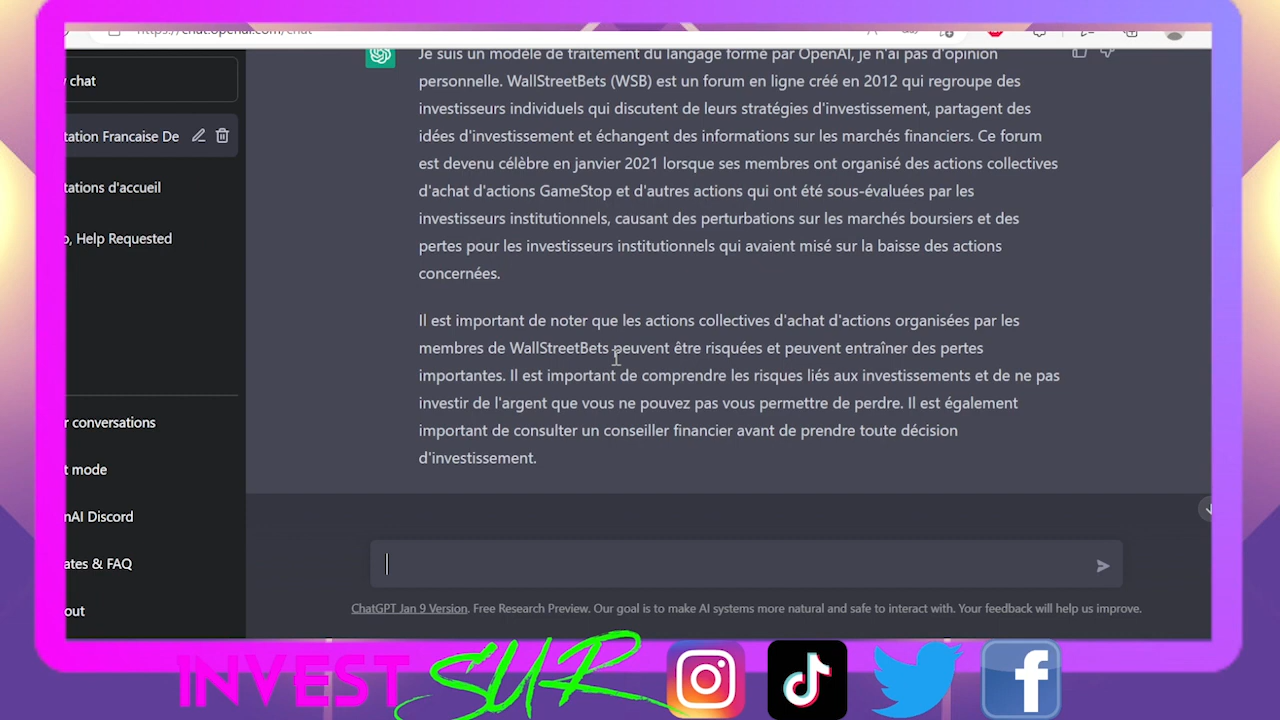 https://chat.openai.com/chat
y chat
tation Francaise De
tations d'accueil
o, Help Requested
r conversations
t mode
nAI Discord
ates & FAQ
out
Je suis un modèle de traitement du langage formé par OpenAI, je n'ai pas d'opinion
personnelle. WallStreetBets (WSB) est un forum en ligne créé en 2012 qui regroupe des
investisseurs individuels qui discutent de leurs stratégies d'investissement, partagent des
idées d'investissement et échangent des informations sur les marchés financiers. Ce forum
est devenu célèbre en janvier 2021 lorsque ses membres ont organisé des actions collectives
d'achat d'actions GameStop et d'autres actions qui ont été sous-évaluées par les
investisseurs institutionnels, causant des perturbations sur les marchés boursiers et des
pertes pour les investisseurs institutionnels qui avaient misé sur la baisse des actions
concernées.
Il est important de noter que les actions collectives d'achat d'actions organisées par les
membres de WallStreetBets peuvent être risquées et peuvent entraîner des pertes
importantes. Il est important de comprendre les risques liés aux investissements et de ne pas
investir de l'argent que vous ne pouvez pas vous permettre de perdre. Il est également
important de consulter un conseiller financier avant de prendre toute décision
d'investissement.
ChatGPT Jan 9 Version. Free Research Preview. Our goal is to make AI systems more natural and safe to interact with. Your feedback will help us improve.
INVEST SUR